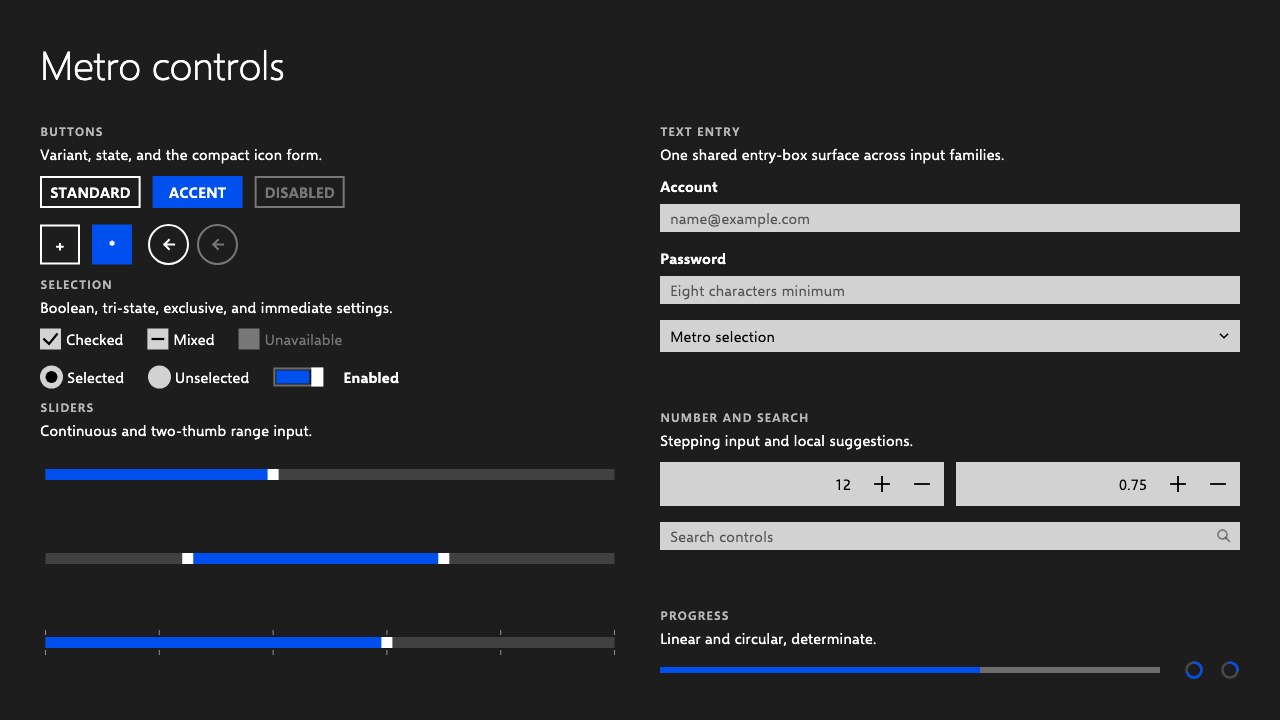 Metro controls
BUTTONS
Variant, state, and the compact icon form.
STANDARD ACCENT DISABLED
+ *
SELECTION
Boolean, tri-state, exclusive, and immediate settings.
Checked Mixed Unavailable
Selected Unselected Enabled
SLIDERS
Continuous and two-thumb range input.
TEXT ENTRY
One shared entry-box surface across input families.
Account
name@example.com
Password
Eight characters minimum
Metro selection
NUMBER AND SEARCH
Stepping input and local suggestions.
12 0.75
Search controls
PROGRESS
Linear and circular, determinate.